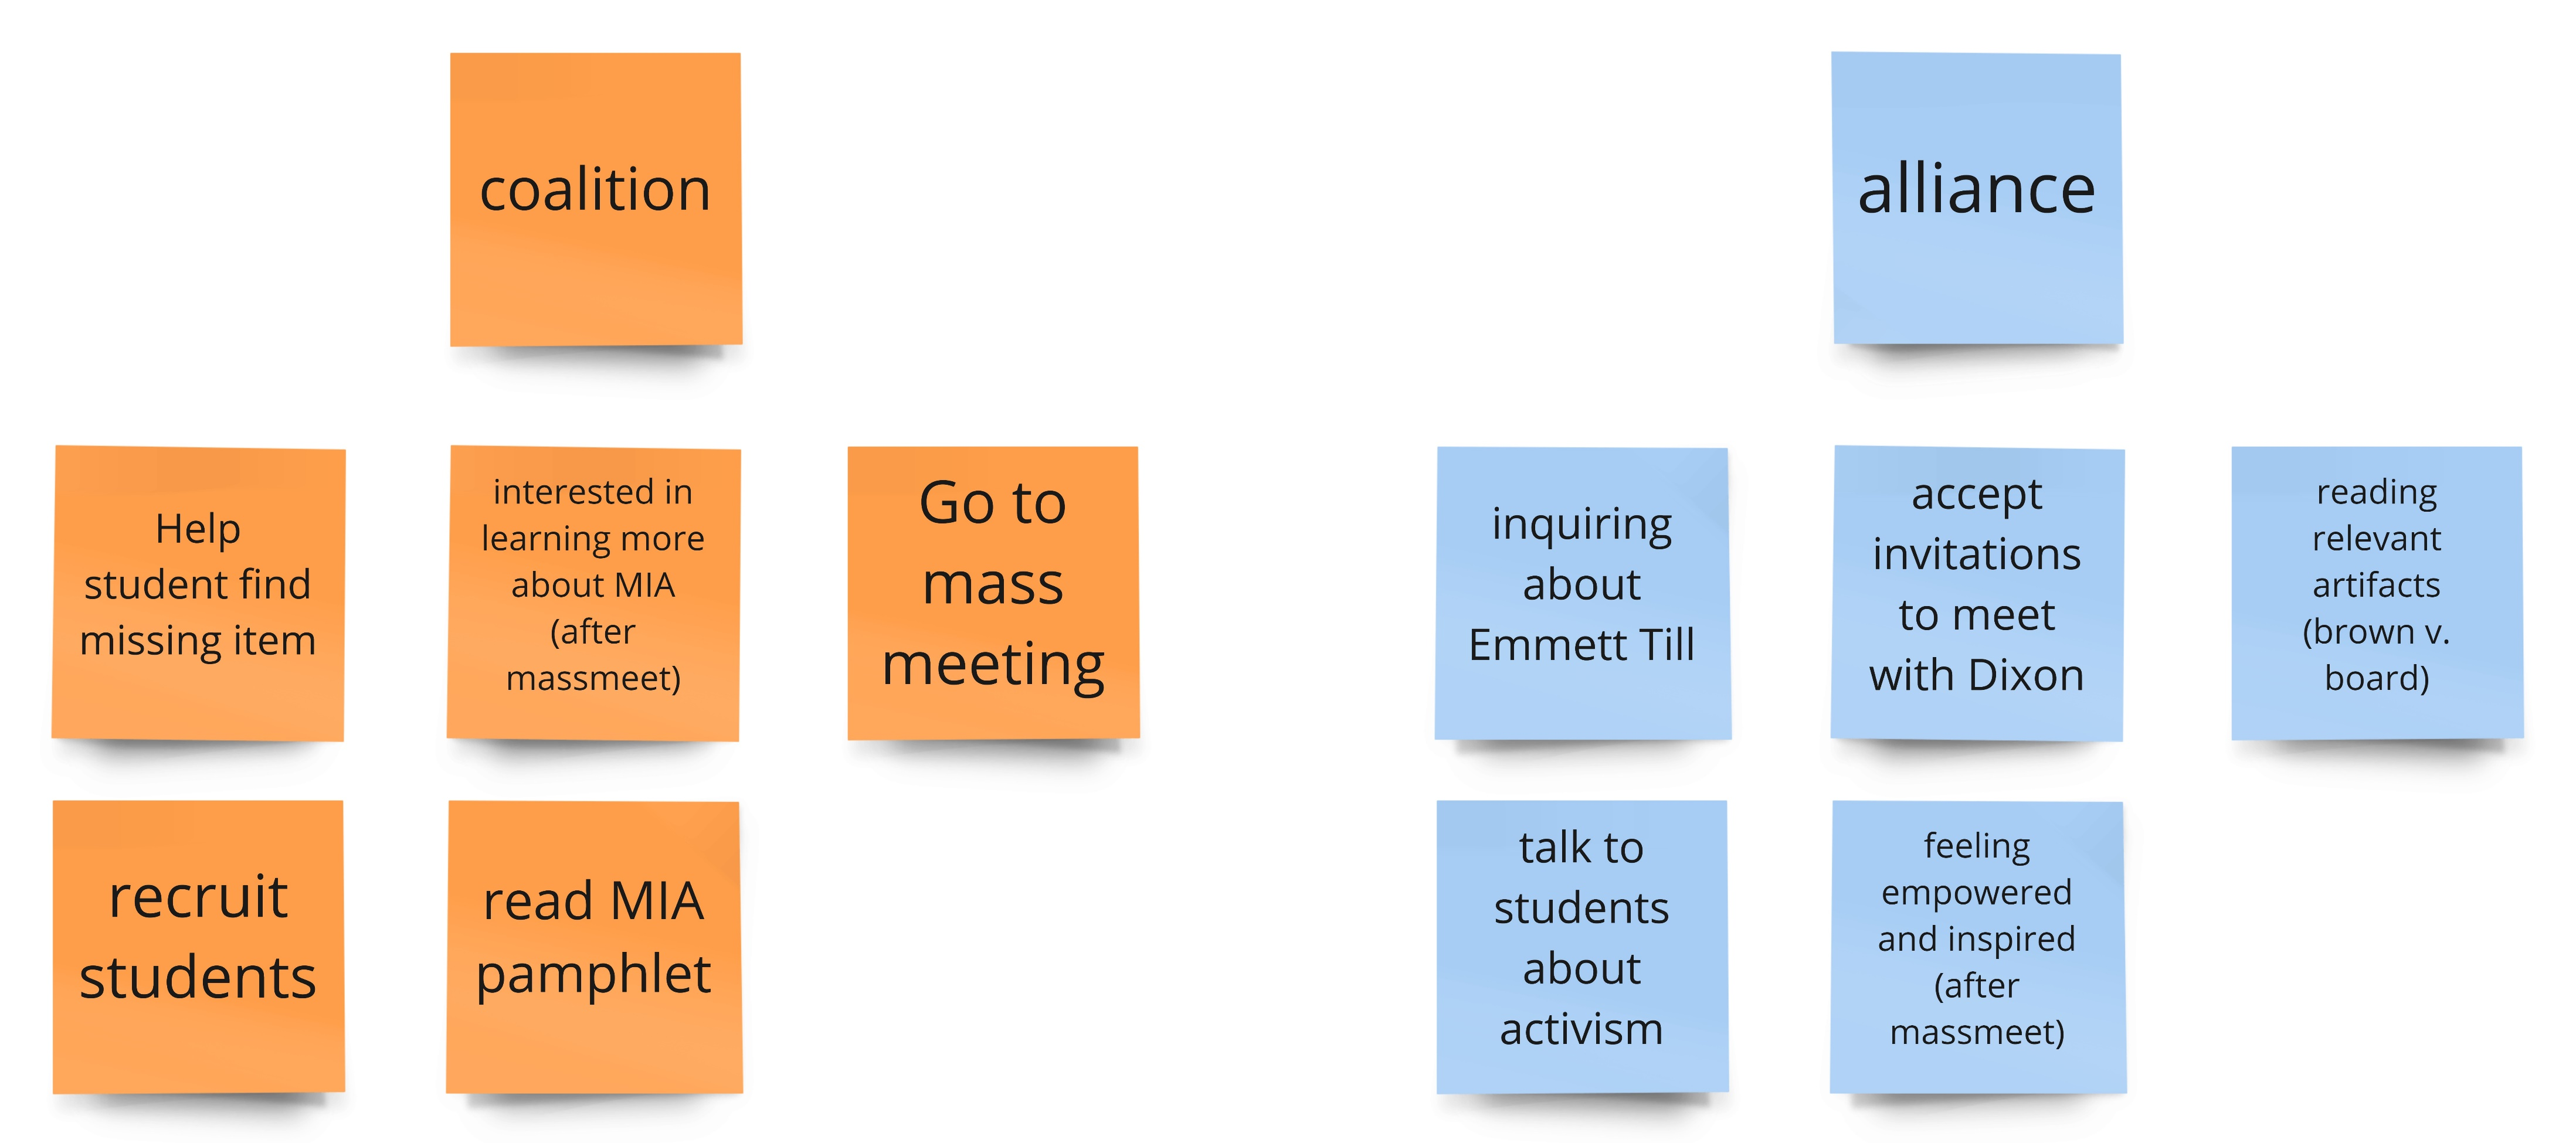 coalition
alliance
Help
student find
missing item
interested in
learning more
about MIA
(after
massmeet)
Go to
mass
meeting
inquiring
about
Emmett Till
accept
invitations
to meet
with Dixon
reading
relevant
artifacts
(brown v.
board)
recruit
students
read MIA
pamphlet
talk to
students
about
activism
feeling
empowered
and inspired
(after
massmeet)